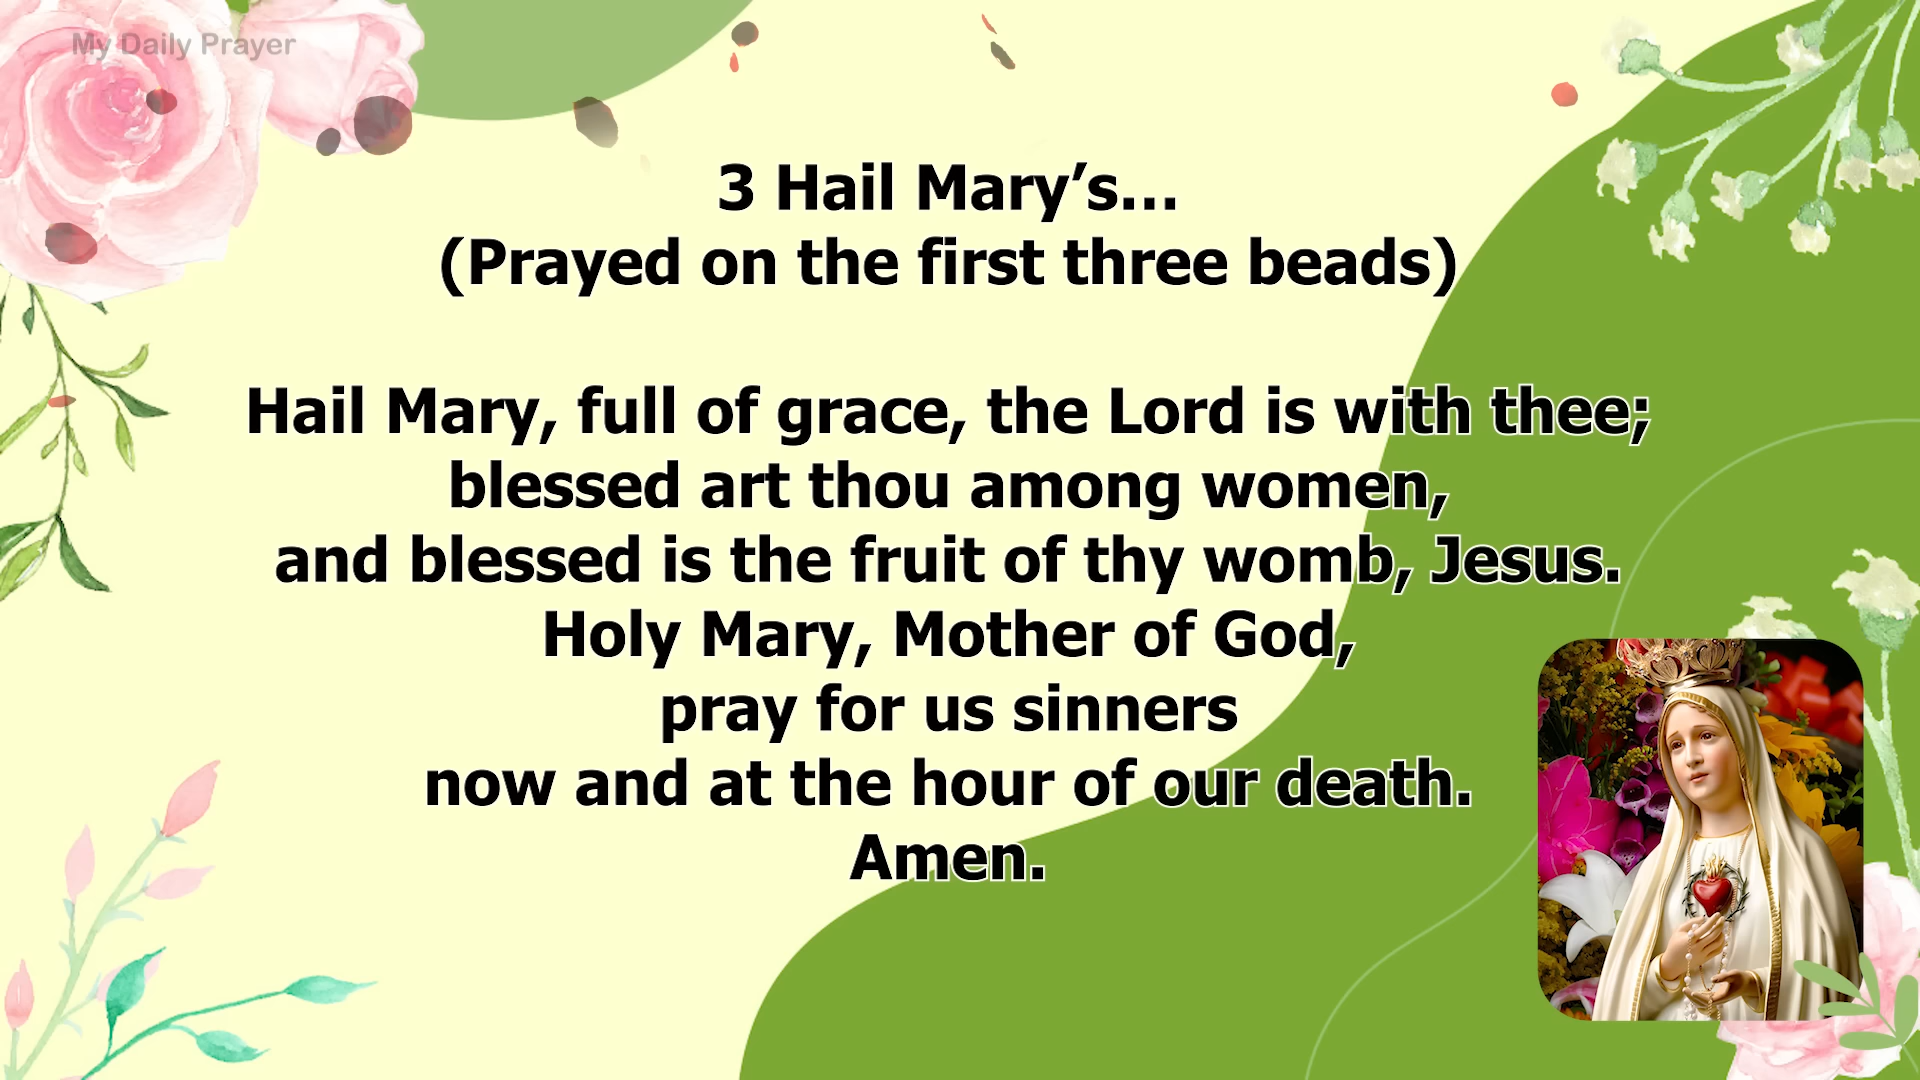 My Daily Prayer
3 Hail Mary’s...
(Prayed on the first three beads)
Hail Mary, full of grace, the Lord is with thee;
blessed art thou among women,
and blessed is the fruit of thy womb, Jesus.
Holy Mary, Mother of God,
pray for us sinners
now and at the hour of our death.
Amen.